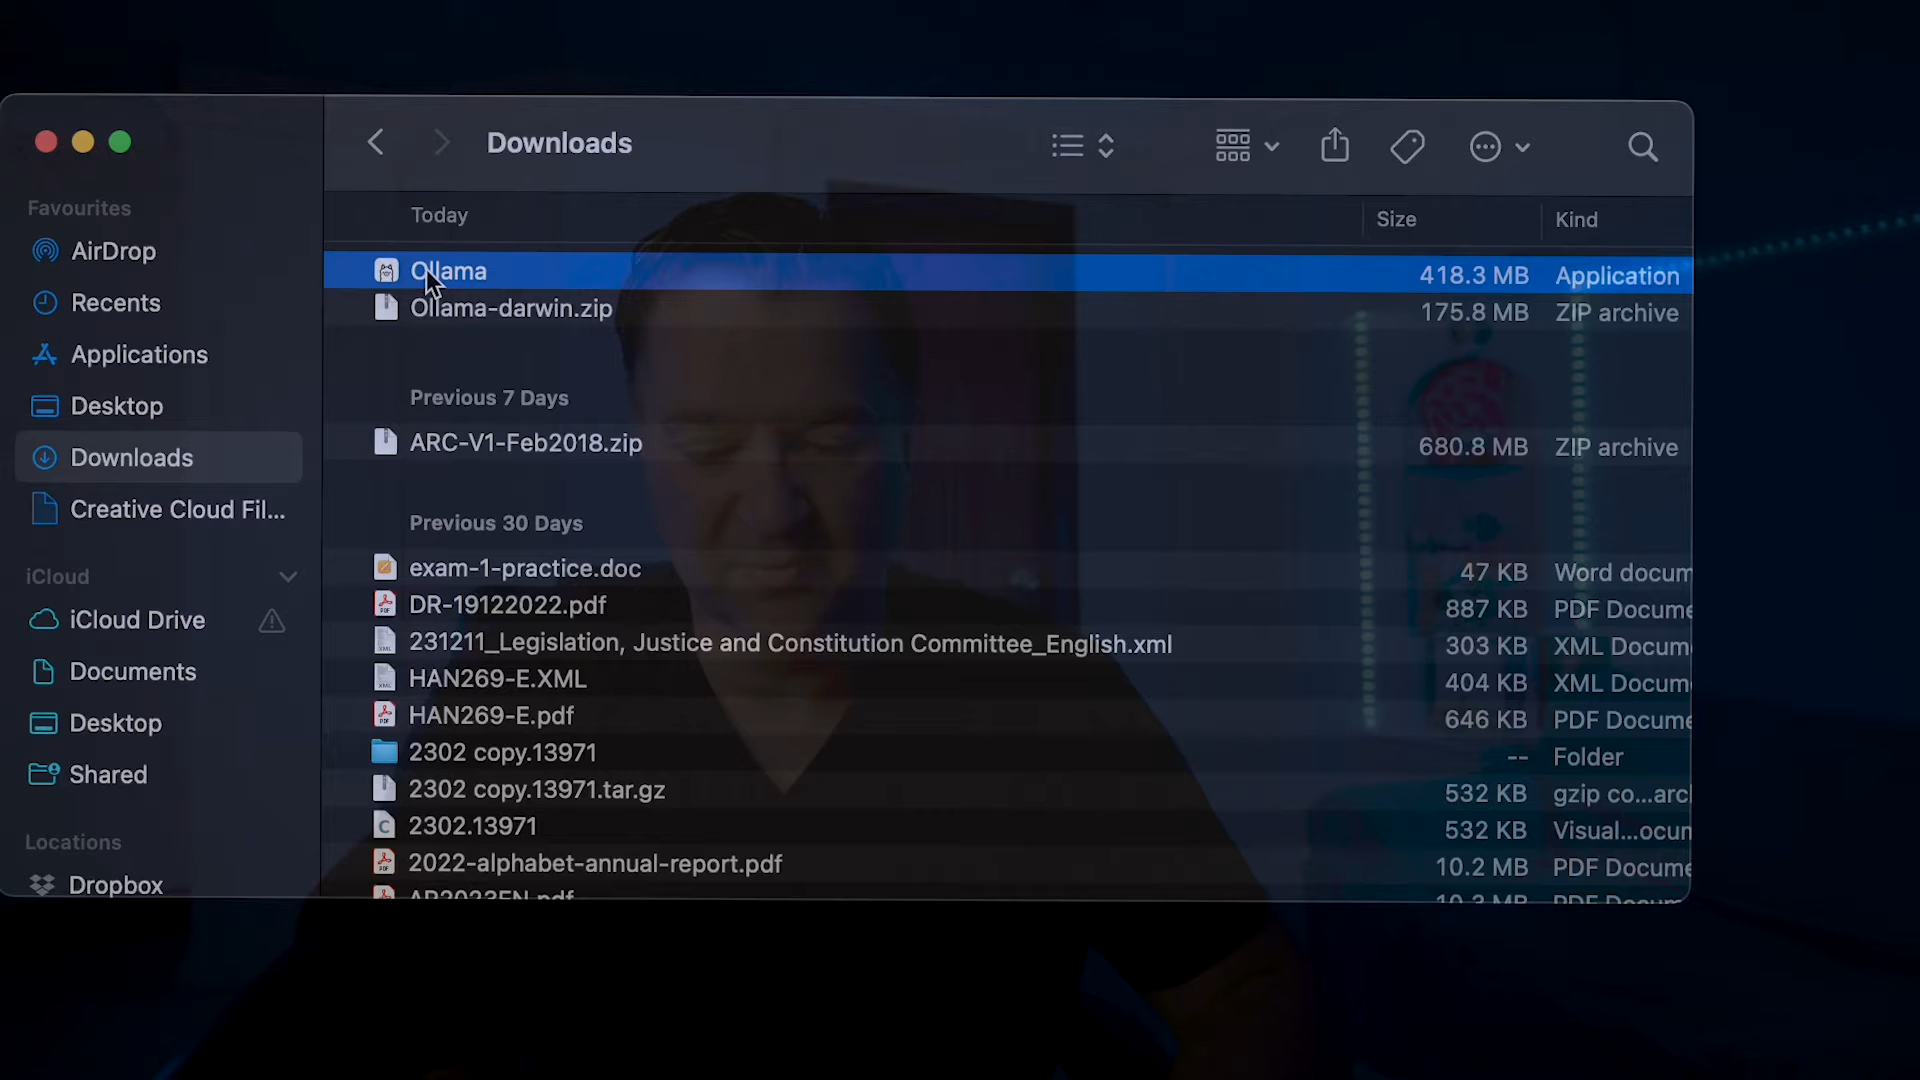 Downloads
Favourites
AirDrop
Recents
Applications
Desktop
Downloads
Creative Cloud Fil...
iCloud
iCloud Drive
Documents
Desktop
Shared
Locations
Dropbox
Today Size Kind
Ollama 418.3 MB Application
Ollama-darwin.zip 175.8 MB ZIP archive
Previous 7 Days
ARC-V1-Feb2018.zip 680.8 MB ZIP archive
Previous 30 Days
exam-1-practice.doc 47 KB Word docum
DR-19122022.pdf 887 KB PDF Docume
231211_Legislation, Justice and Constitution Committee_English.xml 303 KB XML Docum
HAN269-E.XML 404 KB XML Docum
HAN269-E.pdf 646 KB PDF Docume
2302 copy.13971 -- Folder
2302 copy.13971.tar.gz 532 KB gzip co...arc
2302.13971 532 KB Visual...ocun
2022-alphabet-annual-report.pdf 10.2 MB PDF Docume